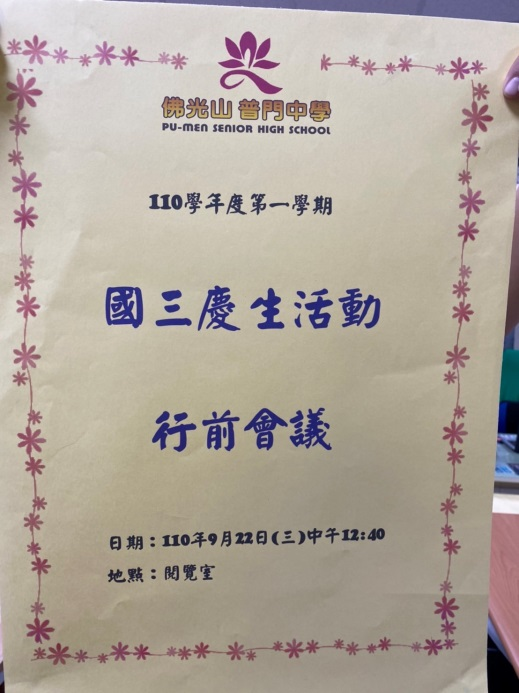 佛光山 普門中學
PU-MEN SENIOR HIGH SCHOOL
110學年度第一學期
國三慶生活動
行前會議
日期：110年9月22日(三)中午12:40
地點：閱覽室